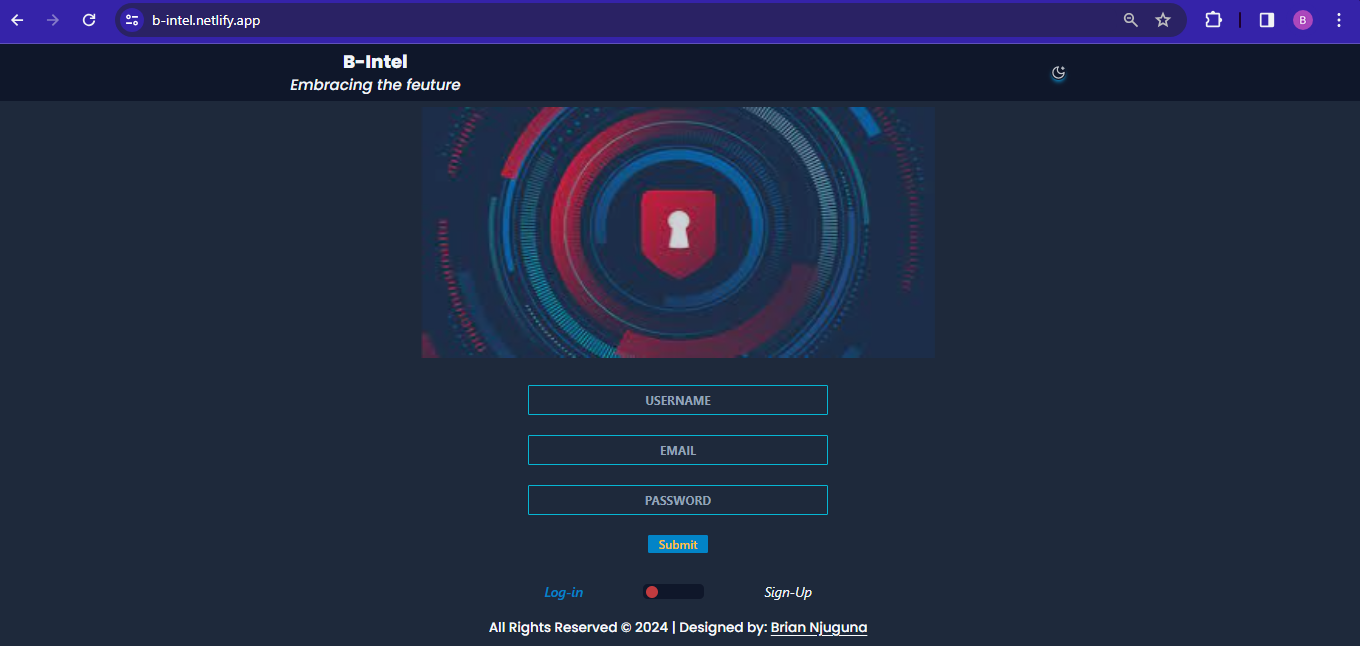 b-intel.netlify.app
B
B-Intel
Embracing the feuture
USERNAME
EMAIL
PASSWORD
Submit
Log-in Sign-Up
All Rights Reserved © 2024 | Designed by: Brian Njuguna